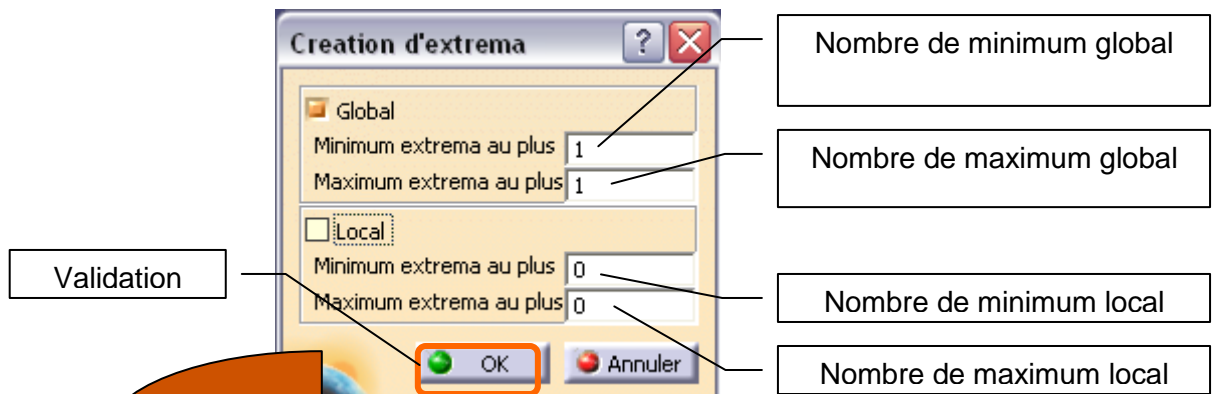 Creation d'extrema
?
Global
Minimum extrema au plus 1
Maximum extrema au plus 1
Local
Minimum extrema au plus 0
Maximum extrema au plus 0
OK
Annuler
Validation
Nombre de minimum global
Nombre de maximum global
Nombre de minimum local
Nombre de maximum local